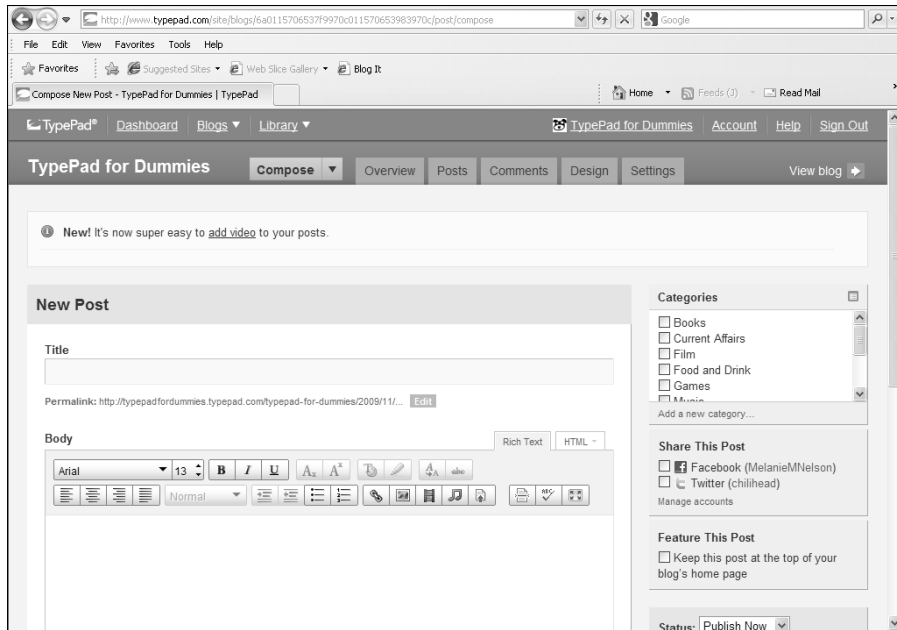 http://www.typepad.com/site/blogs/6a0115706537f9970c011570653983970c/post/compose
Google
File Edit View Favorites Tools Help
Favorites Suggested Sites Web Slice Gallery Blog It
Compose New Post - TypePad for Dummies | TypePad Home Feeds (J) Read Mail
TypePad® Dashboard Blogs Library TypePad for Dummies Account Help Sign Out
TypePad for Dummies Compose Overview Posts Comments Design Settings View blog
New! It's now super easy to add video to your posts.
New Post
Title
Permalink: http://typepadfordummies.typepad.com/typepad-for-dummies/2009/11/... Edit
Body Rich Text HTML
Arial 13 B I U A A abc
Normal ABC
Categories
Books
Current Affairs
Film
Food and Drink
Games
Music
Add a new category...
Share This Post
Facebook (MelanieMNelson)
Twitter (chilihead)
Manage accounts
Feature This Post
Keep this post at the top of your
blog's home page
Status: Publish Now